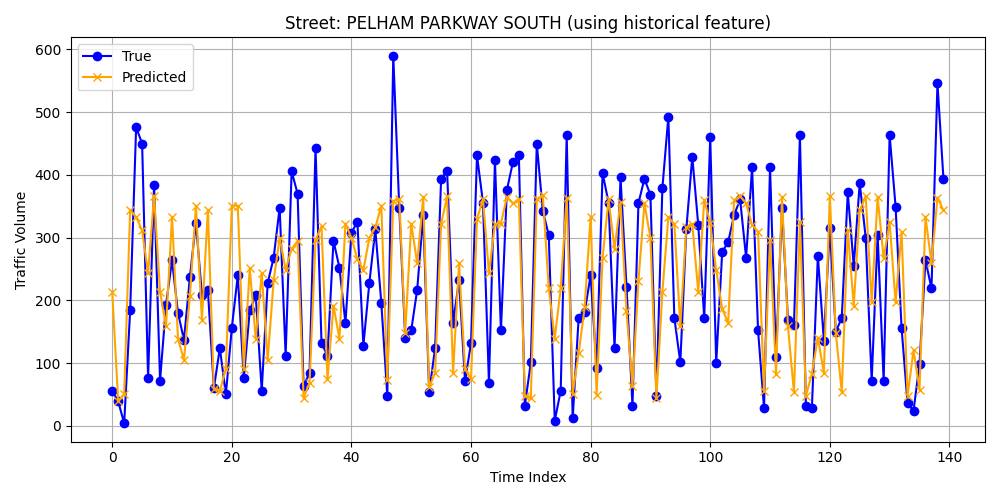 Street: PELHAM PARKWAY SOUTH (using historical feature)
True
Predicted
Traffic Volume
600
500
400
300
200
100
0
0 20 40 60 80 100 120 140
Time Index